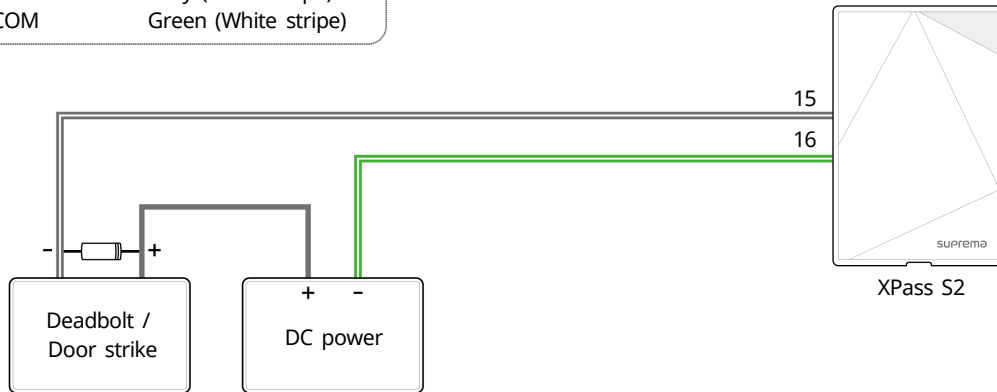 COM Green (White stripe)
15
16
- +
+ -
Deadbolt /
Door strike
DC power
suprema
XPass S2